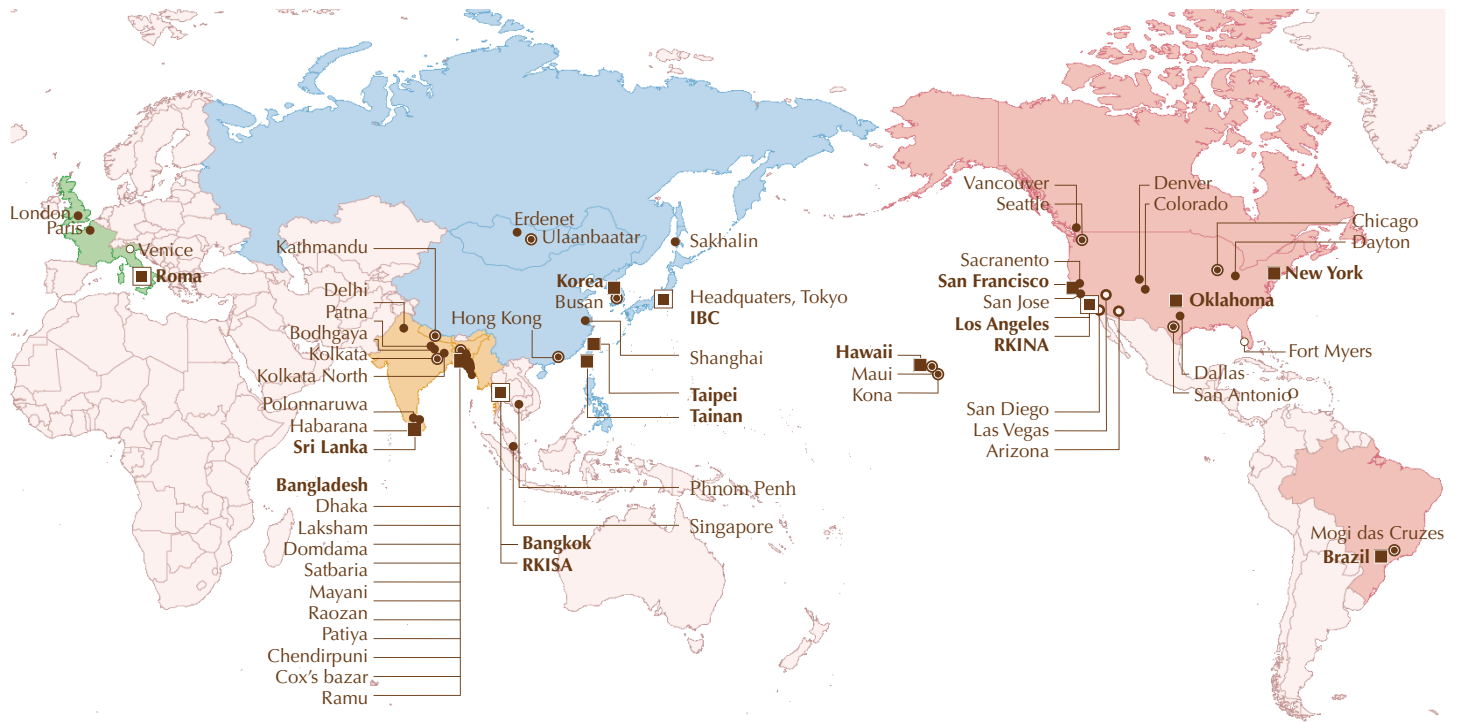 London
Paris
Venice
Roma
Kathmandu
Delhi
Patna
Bodhgaya
Kolkata
Kolkata North
Polonnaruwa
Habarana
Sri Lanka
Bangladesh
Dhaka
Laksham
Domdama
Satbaria
Mayani
Raozan
Patiya
Chendirpuni
Cox's bazar
Ramu
Erdenet
Ulaanbaatar
Sakhalin
Korea
Busan
Headquaters, Tokyo
IBC
Hong Kong
Shanghai
Taipei
Tainan
Phnom Penh
Singapore
Bangkok
RKISA
Hawaii
Maui
Kona
Vancouver
Seattle
Sacranento
San Francisco
San Jose
Los Angeles
RKINA
San Diego
Las Vegas
Arizona
Denver
Colorado
Chicago
Dayton
New York
Oklahoma
Fort Myers
Dallas
San Antonio
Mogi das Cruzes
Brazil